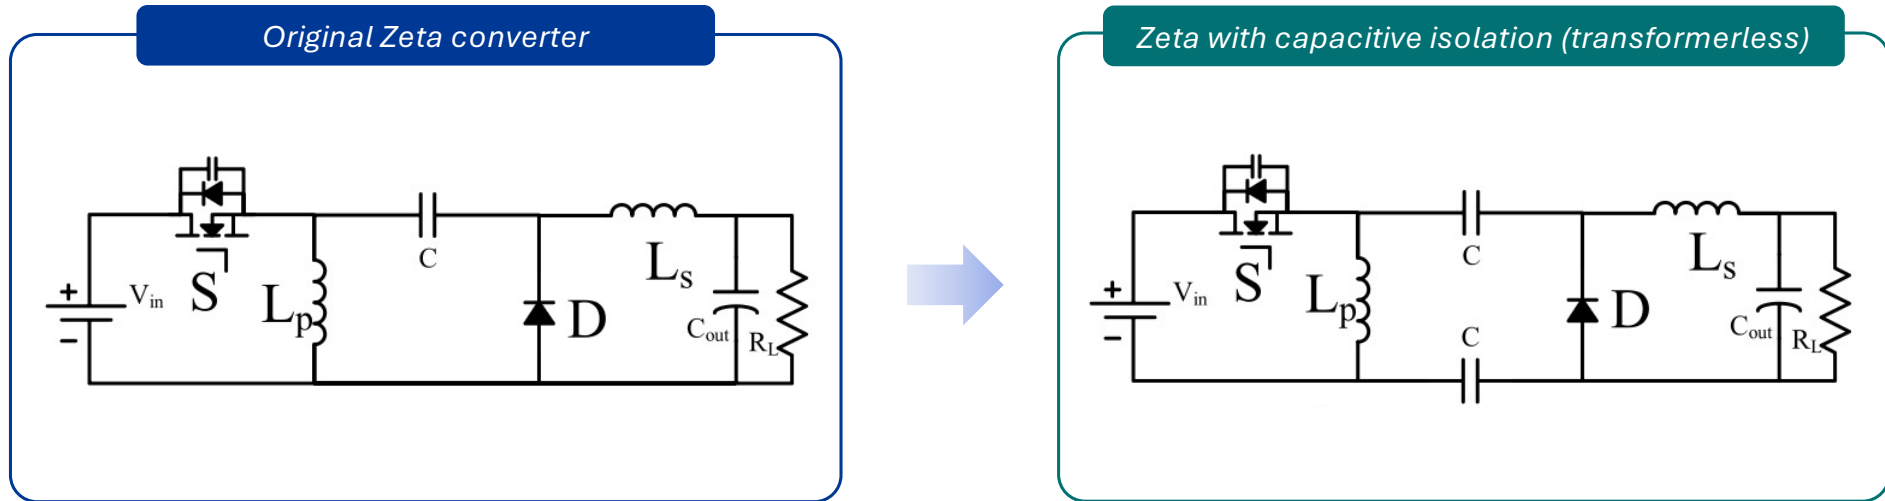 Original Zeta converter
Zeta with capacitive isolation (transformerless)
+
Vin
-
S
Lp
C
D
Ls
Cout
RL
+
Vin
-
S
Lp
C
C
D
Ls
Cout
RL